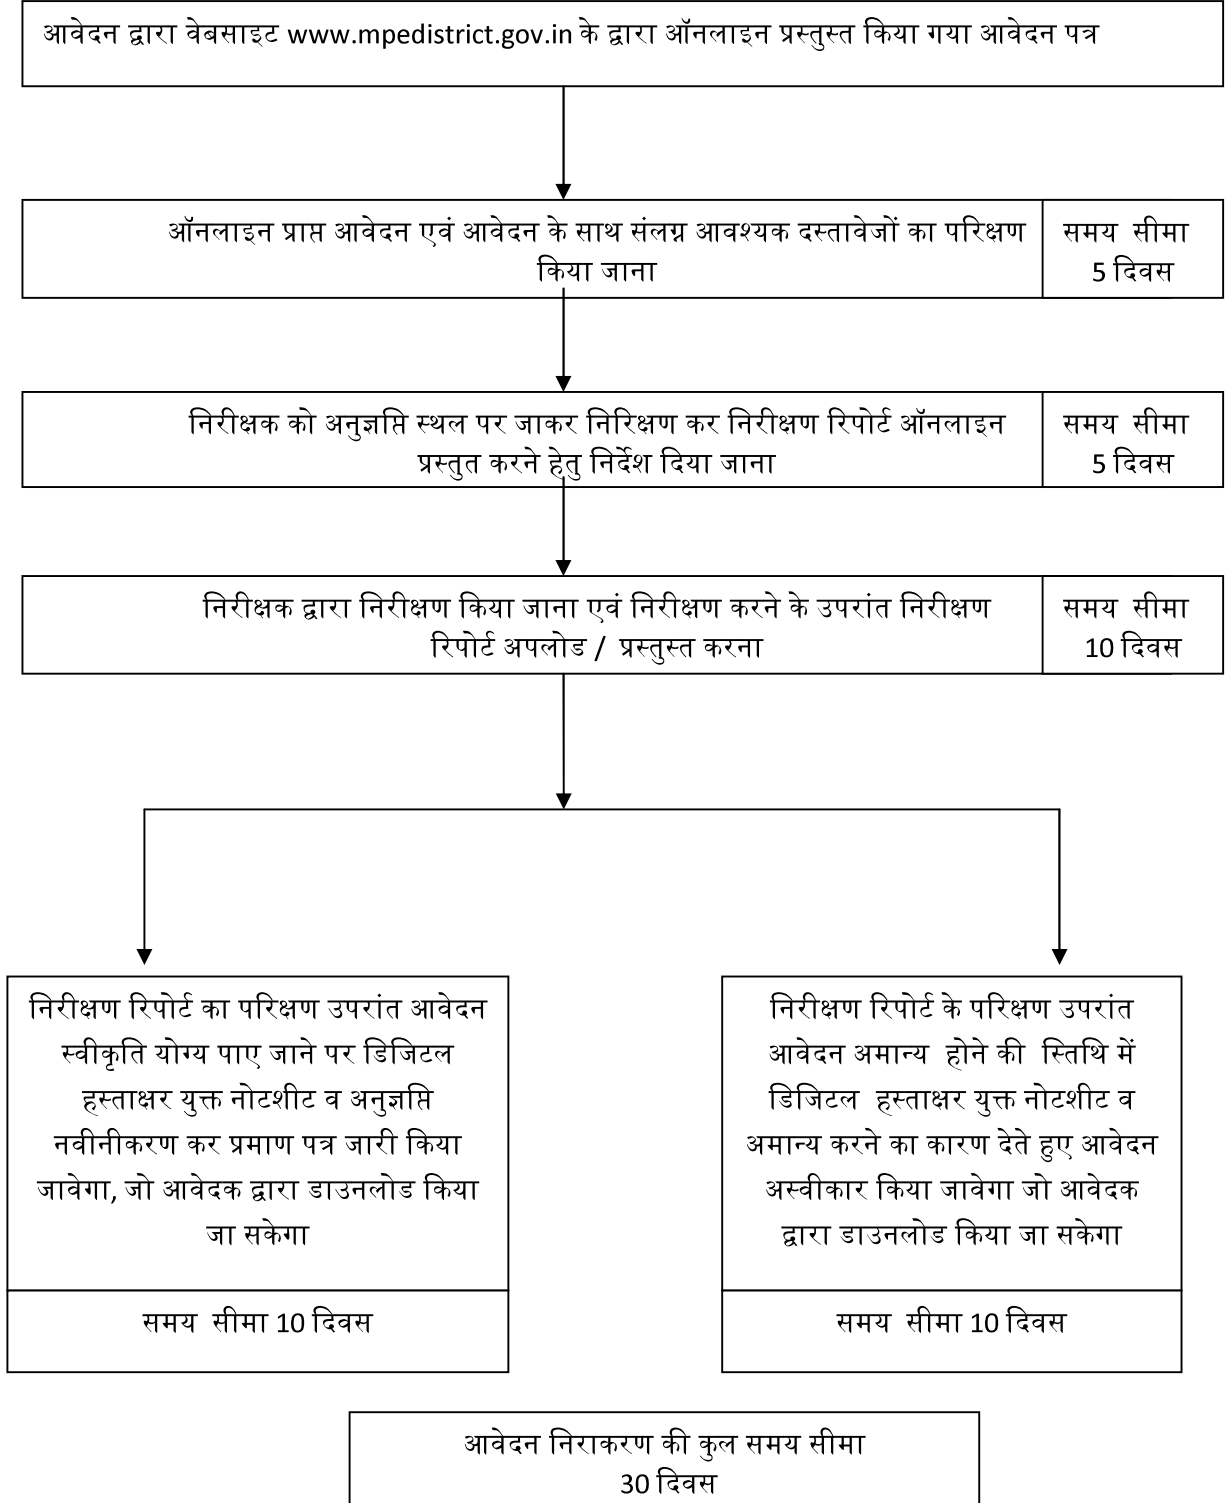 आवेदन द्वारा वेबसाइट www.mpedistrict.gov.in के द्वारा ऑनलाइन प्रस्तुस्त किया गया आवेदन पत्र
ऑनलाइन प्राप्त आवेदन एवं आवेदन के साथ संलग्न आवश्यक दस्तावेजों का परिक्षण
किया जाना
समय सीमा
5 दिवस
निरीक्षक को अनुज्ञप्ति स्थल पर जाकर निरिक्षण कर निरीक्षण रिपोर्ट ऑनलाइन
प्रस्तुत करने हेतु निर्देश दिया जाना
समय सीमा
5 दिवस
निरीक्षक द्वारा निरीक्षण किया जाना एवं निरीक्षण करने के उपरांत निरीक्षण
रिपोर्ट अपलोड / प्रस्तुस्त करना
समय सीमा
10 दिवस
निरीक्षण रिपोर्ट का परिक्षण उपरांत आवेदन
स्वीकृति योग्य पाए जाने पर डिजिटल
हस्ताक्षर युक्त नोटशीट व अनुज्ञप्ति
नवीनीकरण कर प्रमाण पत्र जारी किया
जावेगा, जो आवेदक द्वारा डाउनलोड किया
जा सकेगा
समय सीमा 10 दिवस
निरीक्षण रिपोर्ट के परिक्षण उपरांत
आवेदन अमान्य होने की स्तिथि में
डिजिटल हस्ताक्षर युक्त नोटशीट व
अमान्य करने का कारण देते हुए आवेदन
अस्वीकार किया जावेगा जो आवेदक
द्वारा डाउनलोड किया जा सकेगा
समय सीमा 10 दिवस
आवेदन निराकरण की कुल समय सीमा
30 दिवस